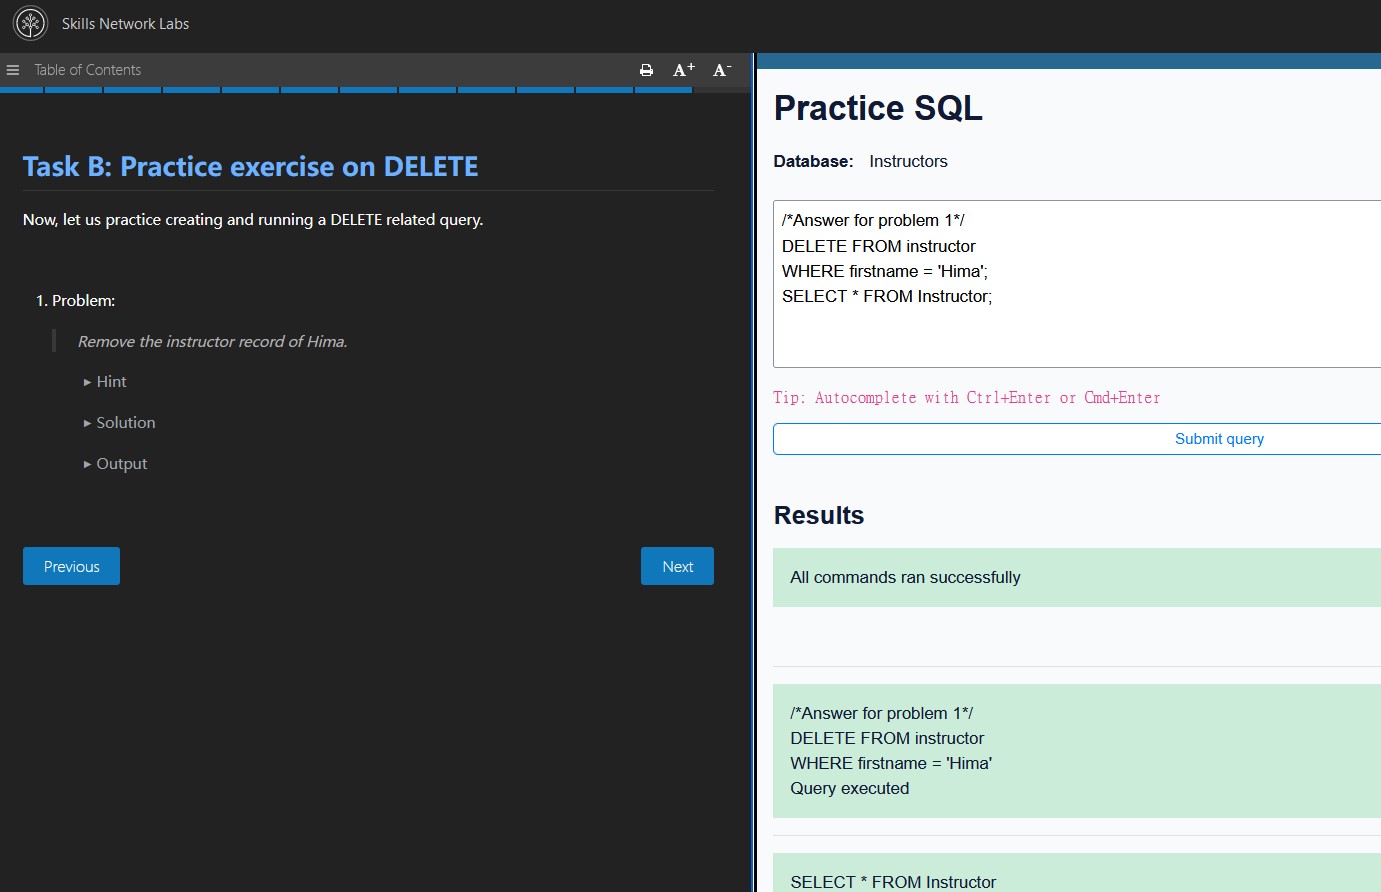 Skills Network Labs
Table of Contents
A+ A-
Task B: Practice exercise on DELETE
Now, let us practice creating and running a DELETE related query.
1. Problem:
Remove the instructor record of Hima.
▸ Hint
▸ Solution
▸ Output
Previous
Next
Practice SQL
Database: Instructors
/*Answer for problem 1*/
DELETE FROM instructor
WHERE firstname = 'Hima';
SELECT * FROM Instructor;
Tip: Autocomplete with Ctrl+Enter or Cmd+Enter
Submit query
Results
All commands ran successfully
/*Answer for problem 1*/
DELETE FROM instructor
WHERE firstname = 'Hima'
Query executed
SELECT * FROM Instructor